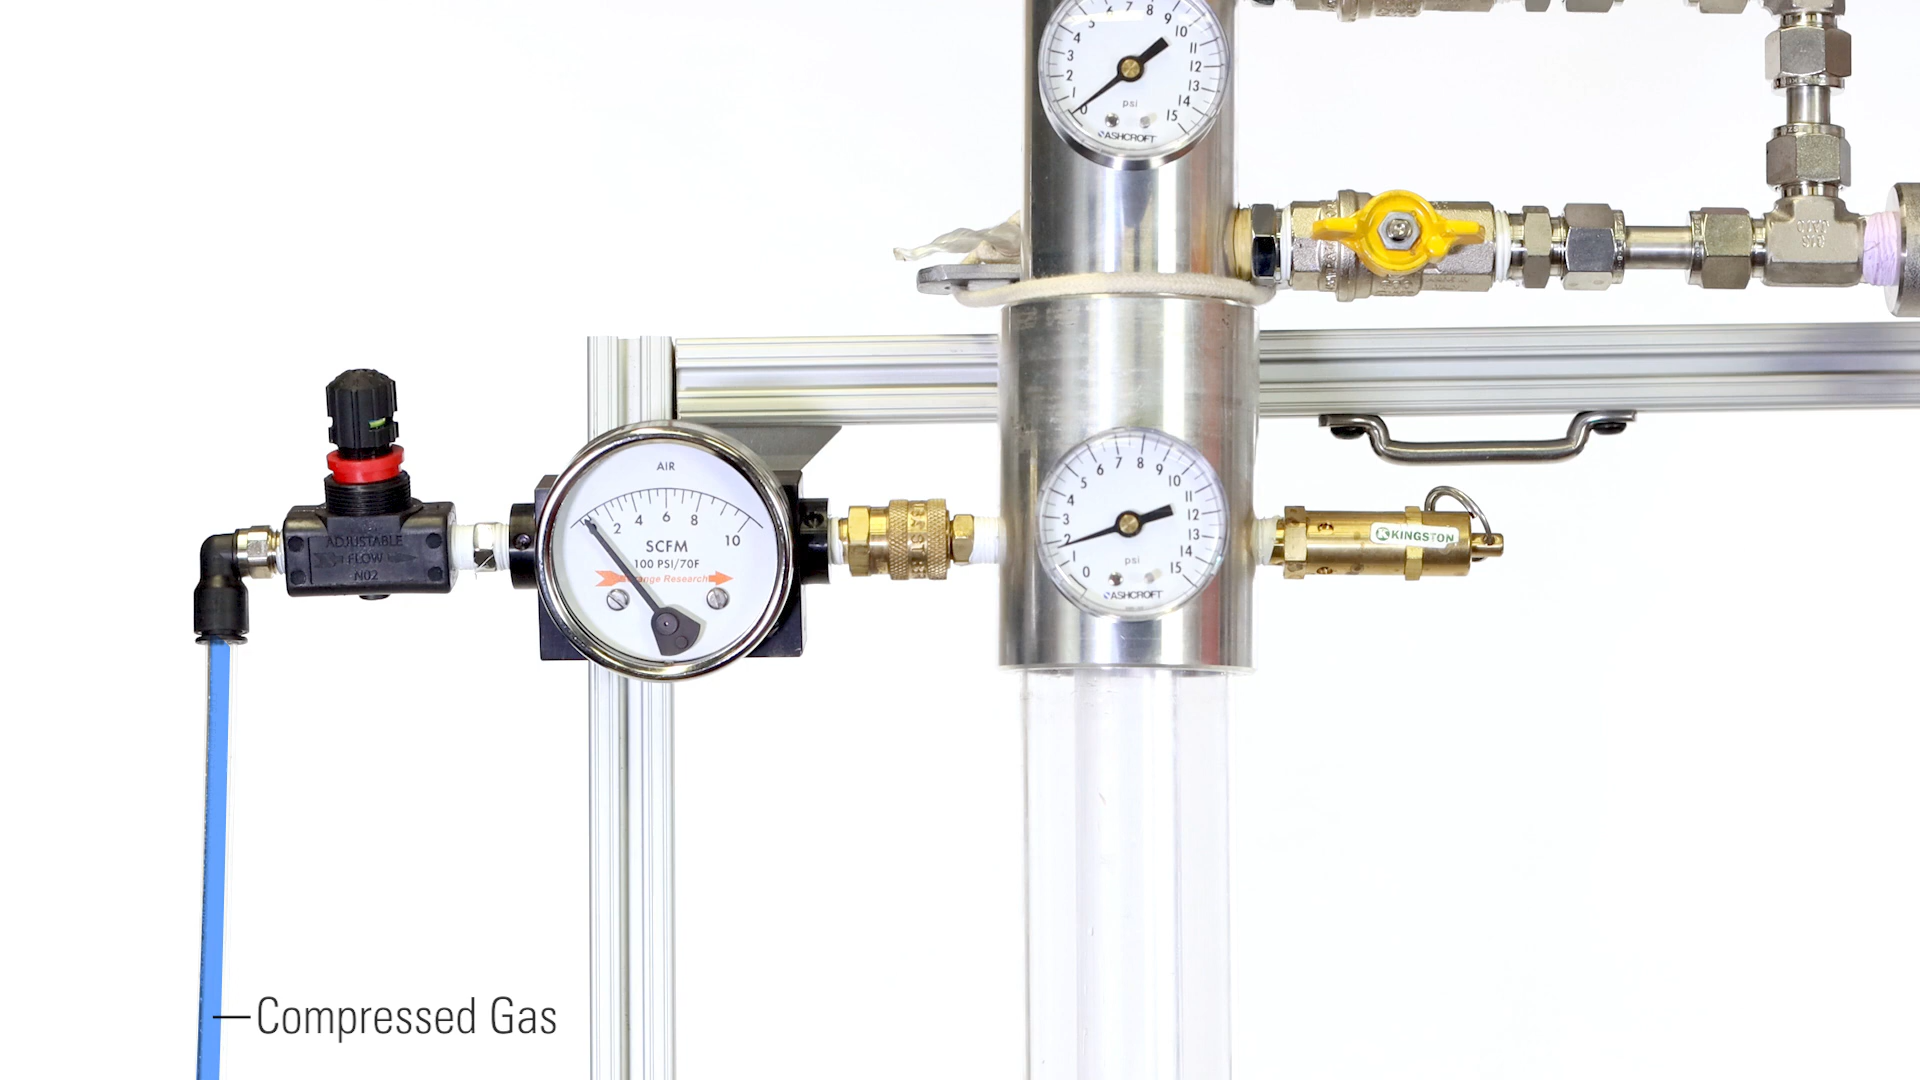 5 6 7 8 9 10
4 11
3 12
2 13
1 14
0 15
psi
ASHCROFT
AIR
2 4 6 8 10
SCFM
100 PSI/70F
Orange Research
ADJUSTABLE
FLOW
N02
0 1 2 3 4 5 6 7 8 9 10 11 12 13 14 15
psi
ASHCROFT
KINGSTON
Compressed Gas